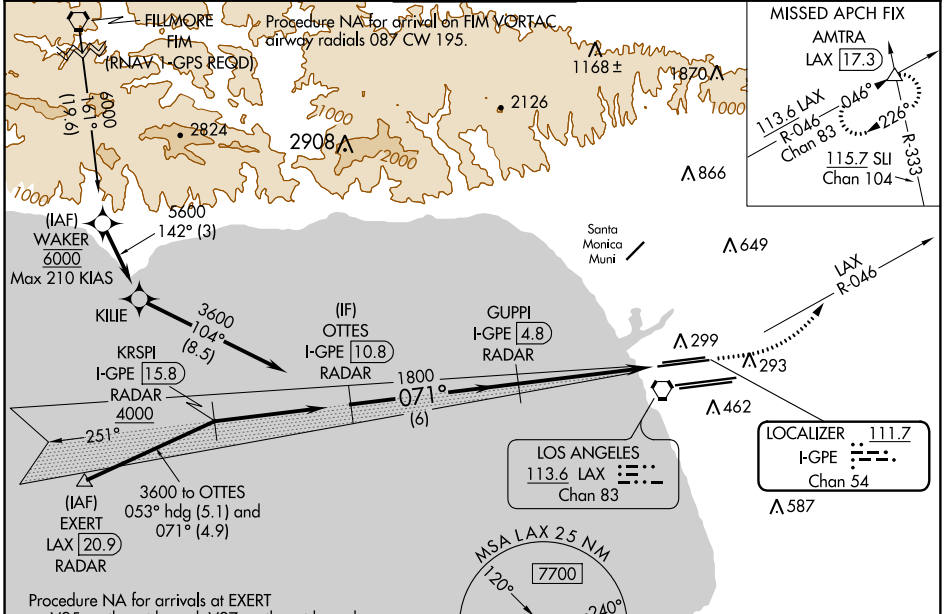 FILLMORE
FIM
(RNAV 1-GPS REQD)
Procedure NA for arrival on FIM VORTAC
airway radials 087 CW 195.
MISSED APCH FIX
AMTRA
LAX 17.3
046°
113.6 LAX
R-046
Chan 83
226°
R-333
115.7 SLI
Chan 104
6000
161°
(19.6)
1168 ±
1870
1000
1000
2126
2824
2908
2000
1000
866
(IAF)
WAKER
6000
Max 210 KIAS
5600
142° (3)
Santa
Monica
Muni
649
LAX
R-046
KILIE
3600
104°
(8.5)
(IF)
OTTES
I-GPE 10.8
RADAR
GUPPI
I-GPE 4.8
RADAR
KRSPI
I-GPE 15.8
RADAR
4000
299
293
462
1800
071°
(6)
251°
LOS ANGELES
113.6 LAX
Chan 83
LOCALIZER 111.7
I-GPE
Chan 54
587
(IAF)
EXERT
LAX 20.9
RADAR
3600 to OTTES
053° hdg (5.1) and
071° (4.9)
MSA LAX 25 NM
7700
120°
240°
Procedure NA for arrivals at EXERT